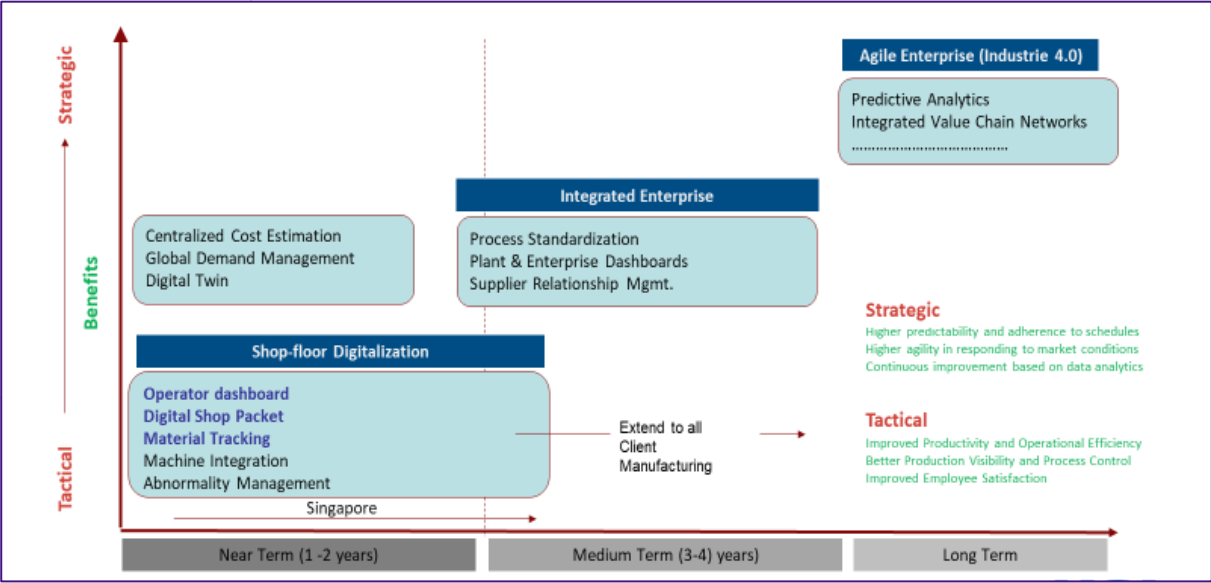 Strategic
Benefits
Tactical
Agile Enterprise (Industrie 4.0)
Predictive Analytics
Integrated Value Chain Networks
.......................................
Integrated Enterprise
Process Standardization
Plant & Enterprise Dashboards
Supplier Relationship Mgmt.
Centralized Cost Estimation
Global Demand Management
Digital Twin
Shop-floor Digitalization
Operator dashboard
Digital Shop Packet
Material Tracking
Machine Integration
Abnormality Management
Singapore
Extend to all
Client
Manufacturing
Strategic
Higher predictability and adherence to schedules
Higher agility in responding to market conditions
Continuous improvement based on data analytics
Tactical
Improved Productivity and Operational Efficiency
Better Production Visibility and Process Control
Improved Employee Satisfaction
Near Term (1 -2 years)
Medium Term (3-4) years)
Long Term